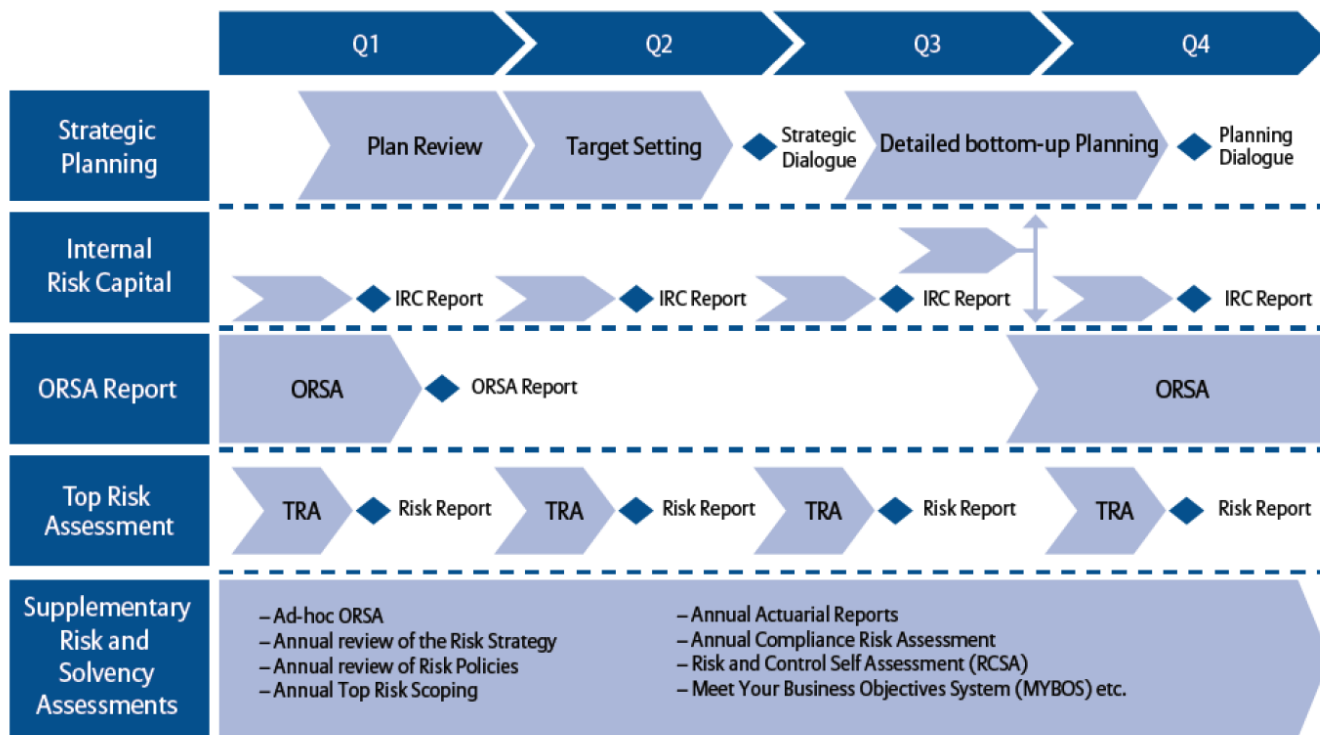 Q1
Q2
Q3
Q4
Strategic
Planning
Plan Review
Target Setting
Strategic
Dialogue
Detailed bottom-up Planning
Planning
Dialogue
Internal
Risk Capital
IRC Report
IRC Report
IRC Report
IRC Report
ORSA Report
ORSA
ORSA Report
ORSA
Top Risk
Assessment
TRA
Risk Report
TRA
Risk Report
TRA
Risk Report
TRA
Risk Report
Supplementary
Risk and
Solvency
Assessments
– Ad-hoc ORSA
– Annual review of the Risk Strategy
– Annual review of Risk Policies
– Annual Top Risk Scoping
– Annual Actuarial Reports
– Annual Compliance Risk Assessment
– Risk and Control Self Assessment (RCSA)
– Meet Your Business Objectives System (MYBOS) etc.